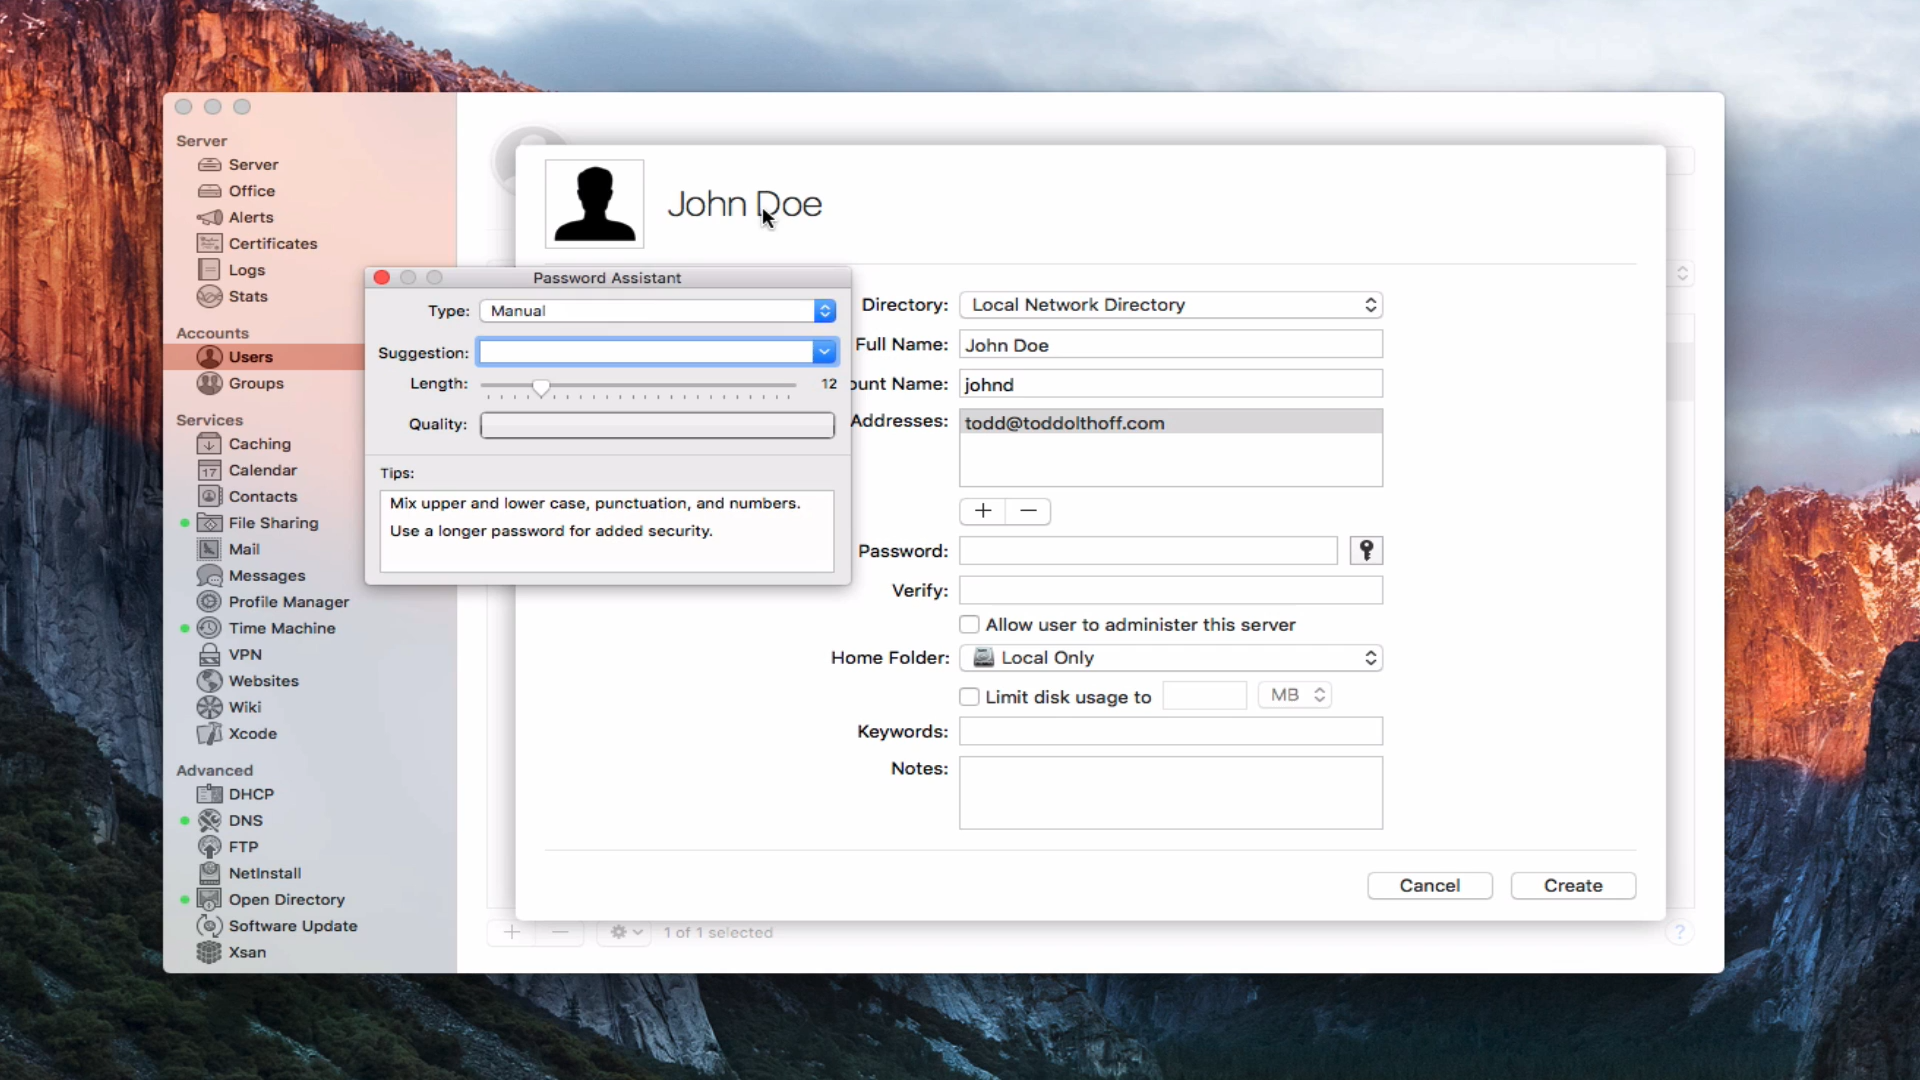 Server
Server
Office
Alerts
Certificates
Logs
Stats
Accounts
Users
Groups
Services
Caching
17 Calendar
Contacts
File Sharing
Mail
Messages
Profile Manager
Time Machine
VPN
Websites
Wiki
Xcode
Advanced
DHCP
DNS
FTP
NetInstall
Open Directory
Software Update
Xsan
John Doe
Password Assistant
Type: Manual
Suggestion:
Length: 12
Quality:
Tips:
Mix upper and lower case, punctuation, and numbers.
Use a longer password for added security.
Directory: Local Network Directory
Full Name: John Doe
ount Name: johnd
Addresses: todd@toddolthoff.com
+ −
Password:
Verify:
Allow user to administer this server
Home Folder: Local Only
Limit disk usage to MB
Keywords:
Notes:
Cancel Create
+ − 1 of 1 selected ?